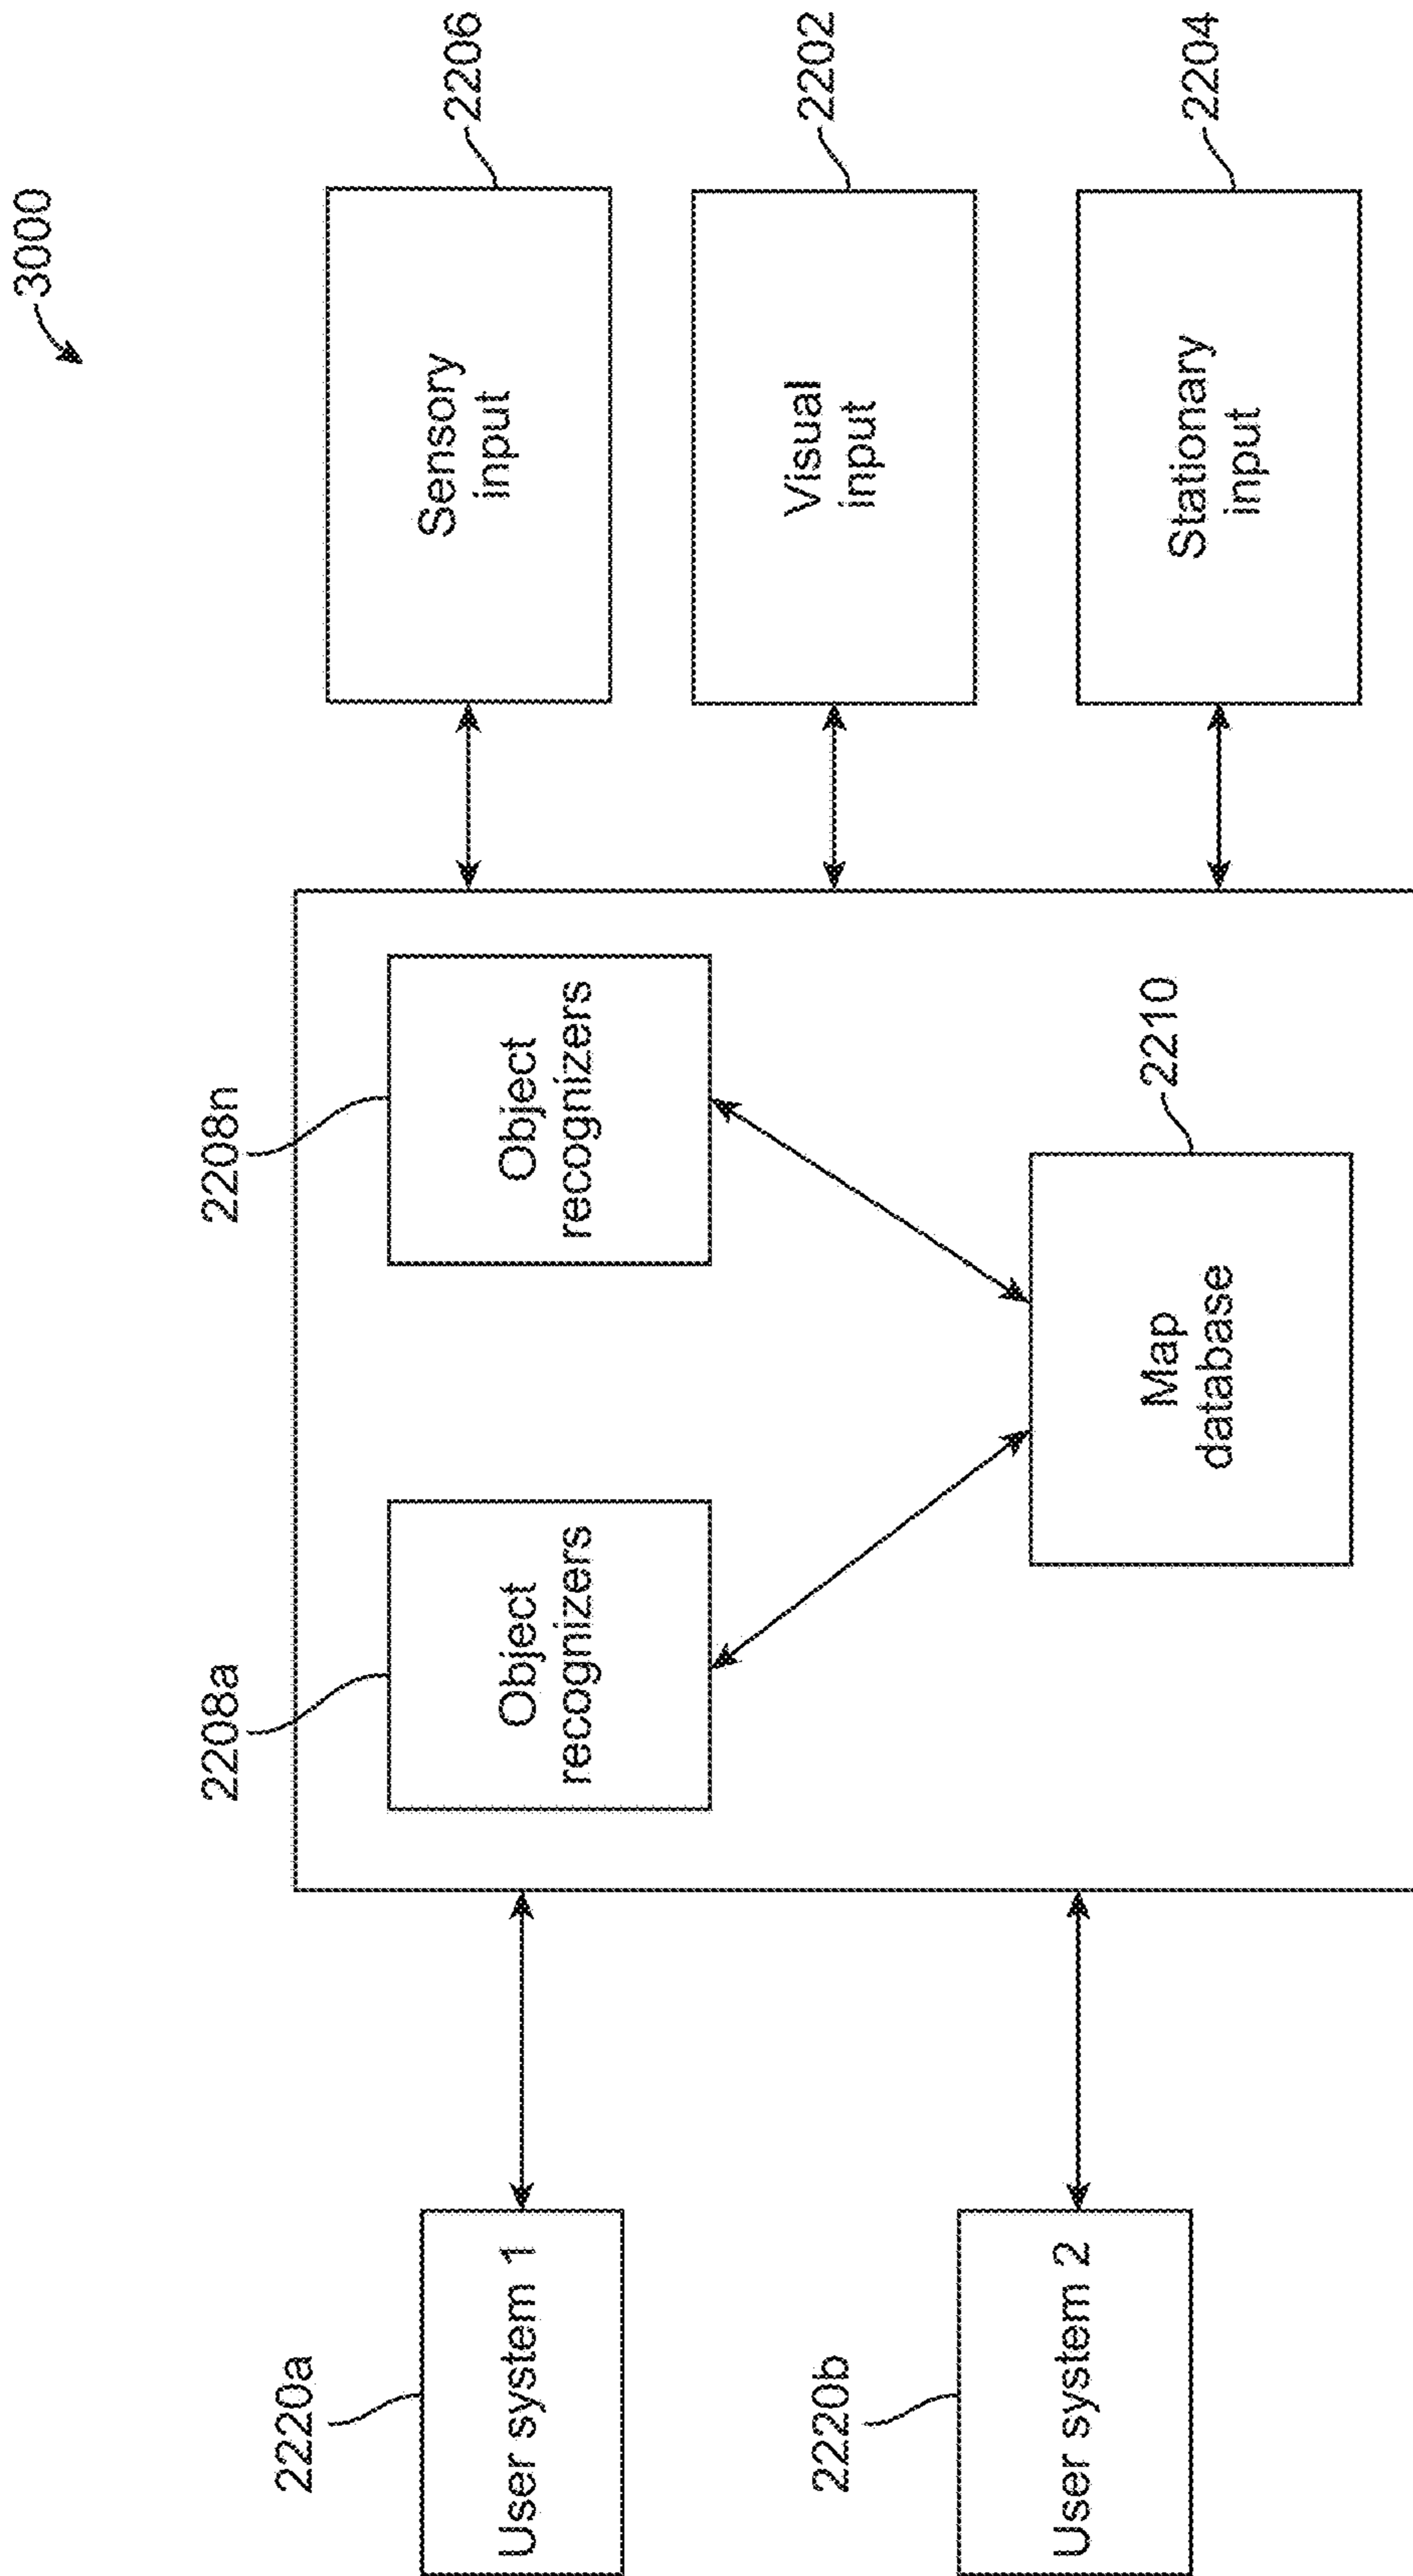 3000
2220a
User system 1
2220b
User system 2
2208a
Object
recognizers
2208n
Object
recognizers
2210
Map
database
2206
Sensory
input
2202
Visual
input
2204
Stationary
input